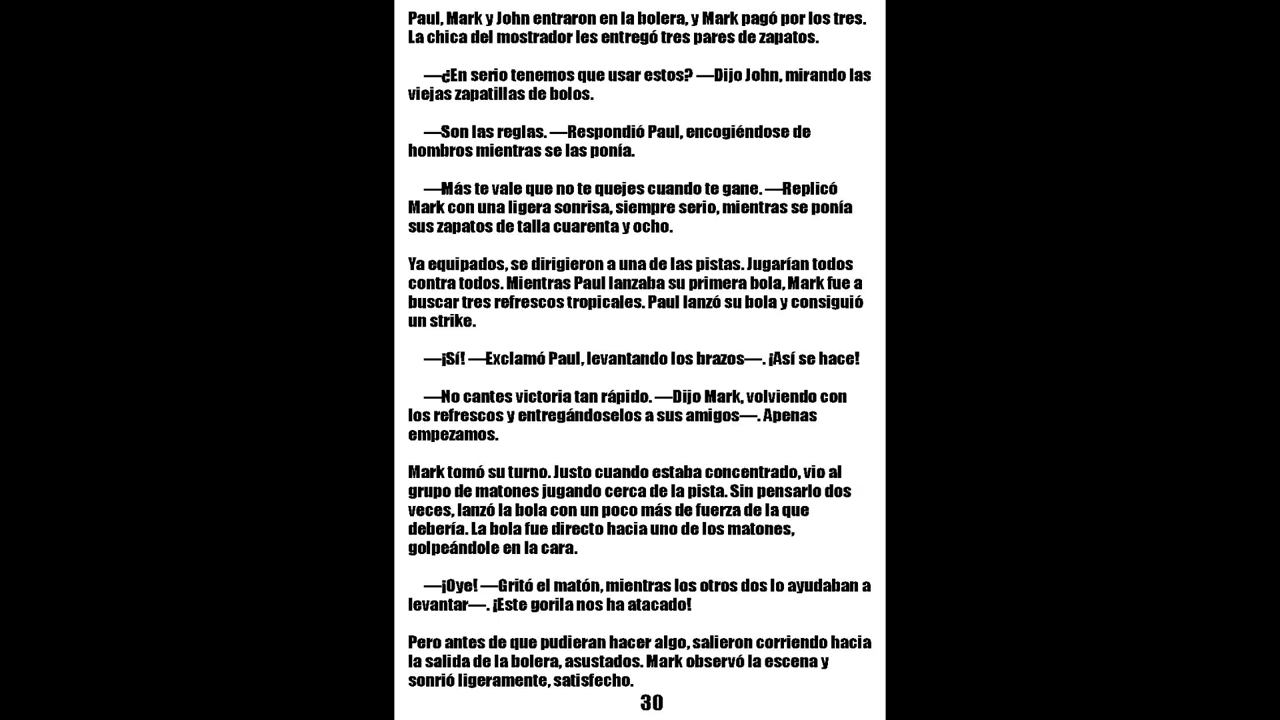 Paul, Mark y John entraron en la bolera, y Mark pagó por los tres.
La chica del mostrador les entregó tres pares de zapatos.
—¿En serio tenemos que usar estos? —Dijo John, mirando las
viejas zapatillas de bolos.
—Son las reglas. —Respondió Paul, encogiéndose de
hombros mientras se las ponía.
—Más te vale que no te quejes cuando te gane. —Replicó
Mark con una ligera sonrisa, siempre serio, mientras se ponía
sus zapatos de talla cuarenta y ocho.
Ya equipados, se dirigieron a una de las pistas. Jugarían todos
contra todos. Mientras Paul lanzaba su primera bola, Mark fue a
buscar tres refrescos tropicales. Paul lanzó su bola y consiguió
un strike.
—¡Sí! —Exclamó Paul, levantando los brazos—. ¡Así se hace!
—No cantes victoria tan rápido. —Dijo Mark, volviendo con
los refrescos y entregándoselos a sus amigos—. Apenas
empezamos.
Mark tomó su turno. Justo cuando estaba concentrado, vio al
grupo de matones jugando cerca de la pista. Sin pensarlo dos
veces, lanzó la bola con un poco más de fuerza de la que
debería. La bola fue directo hacia uno de los matones,
golpeándole en la cara.
—¡Oye! —Gritó el matón, mientras los otros dos lo ayudaban a
levantar—. ¡Este gorila nos ha atacado!
Pero antes de que pudieran hacer algo, salieron corriendo hacia
la salida de la bolera, asustados. Mark observó la escena y
sonrió ligeramente, satisfecho.
30